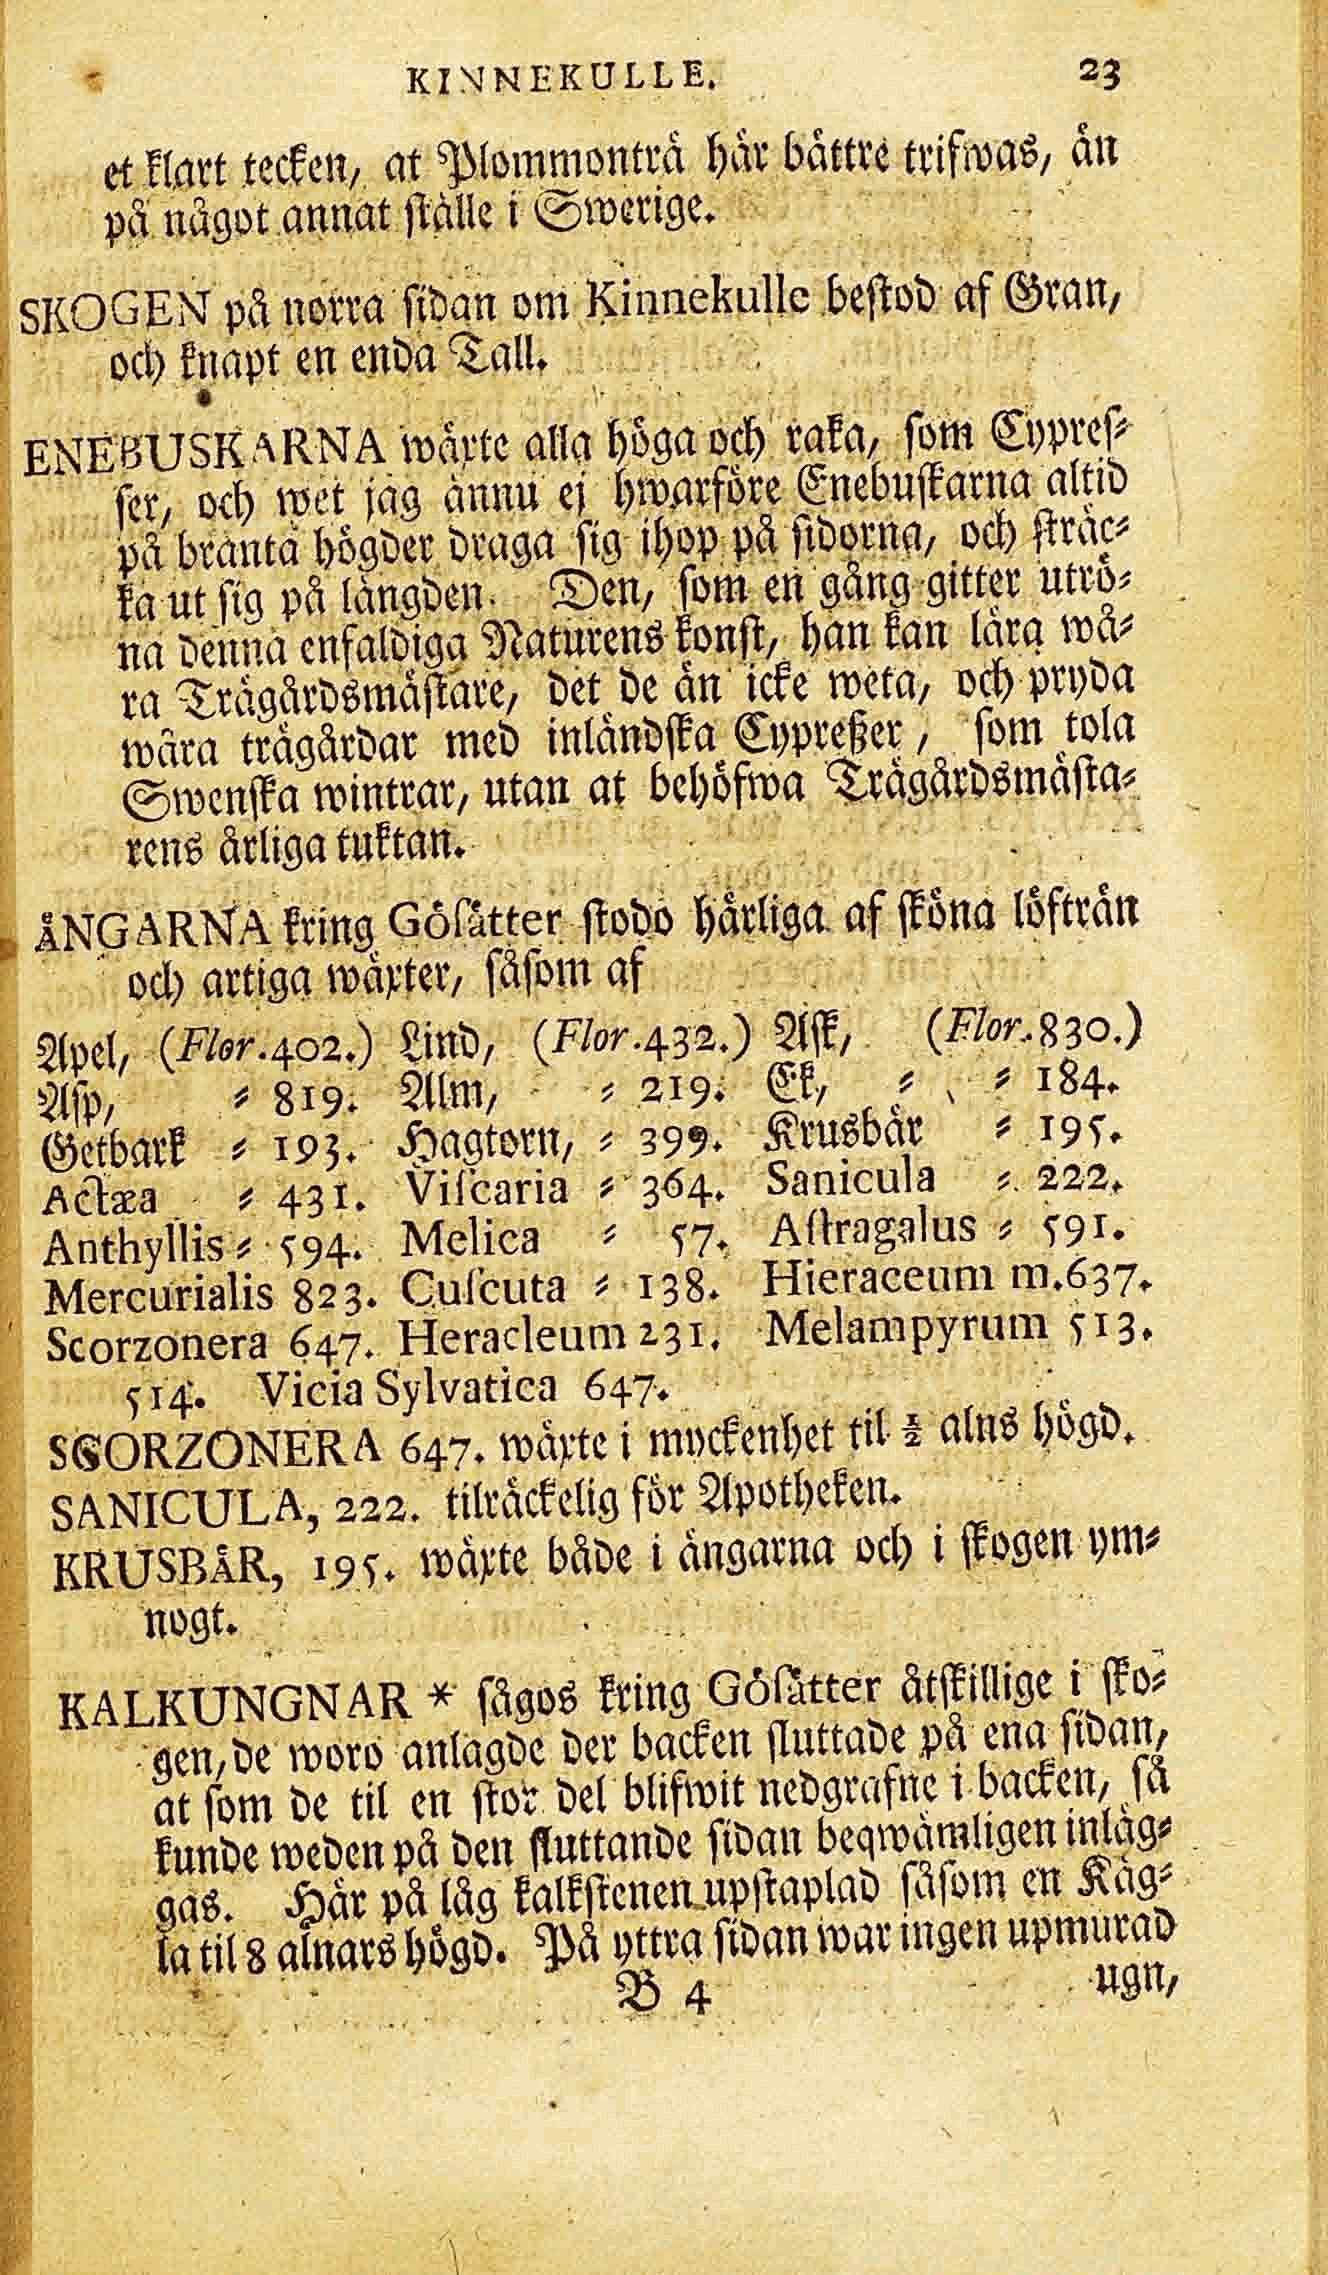 KINNEKULLE. 23
et klart tecken, at Plommonträ här bättre trifwas, än
på något annat ställe i Swerige.
SKOGEN på norra sidan om Kinnekulle bestod af Gran,
och knapt en enda Tall.
ENEBUSKARNA wäxte alla höga och raka, som Cypres-
ser, och wet jag ännu ej hwarföre Enebuskarna altid
på branta högder draga sig ihop på sidorna, och sträc-
ka ut sig på längden. Den, som en gång gitter utrö-
na denna enfaldiga Naturens konst, han kan lära wå-
ra Trägårdsmästare, det de än icke weta, och pryda
wåra trägårdar med inländska Cypreßer, som tola
Swenska wintrar, utan at behöfwa Trägårdsmästa-
rens årliga tuktan.
ÄNGARNA kring Gösätter stodo härliga af sköna löfträn
och artiga wäxter, såsom af
Apel, (Flor. 402.) Lind, (Flor. 432.) Ask, (Flor. 830.)
Asp, - 819. Alm, - 219. Ek, - - 184.
Getbark - 193. Hagtorn, - 399. Krusbär - 195.
Actæa - 431. Viscaria - 364. Sanicula - 222.
Anthyllis - 594. Melica - 57. Astragalus - 591.
Mercurialis 823. Cuscuta - 138. Hieraceum m. 637.
Scorzonera 647. Heracleum 231. Melampyrum 513.
514. Vicia Sylvatica 647.
SCORZONERA 647. wäxte i myckenhet til ½ alns högd.
SANICULA, 222. tilräckelig för Apotheken.
KRUSBÄR, 195. wäxte både i ängarna och i skogen ym-
nogt.
KALKUNGNAR * sågos kring Gösätter åtskillige i sko-
gen, de woro anlagde der backen sluttade på ena sidan,
at som de til en stor del blifwit nedgrafne i backen, så
kunde weden på den sluttande sidan beqwämligen inläg-
gas. Här på låg kalkstenen upstaplad såsom en Käg-
la til 8 alnars högd. På yttra sidan war ingen upmurad
B 4 ugn,